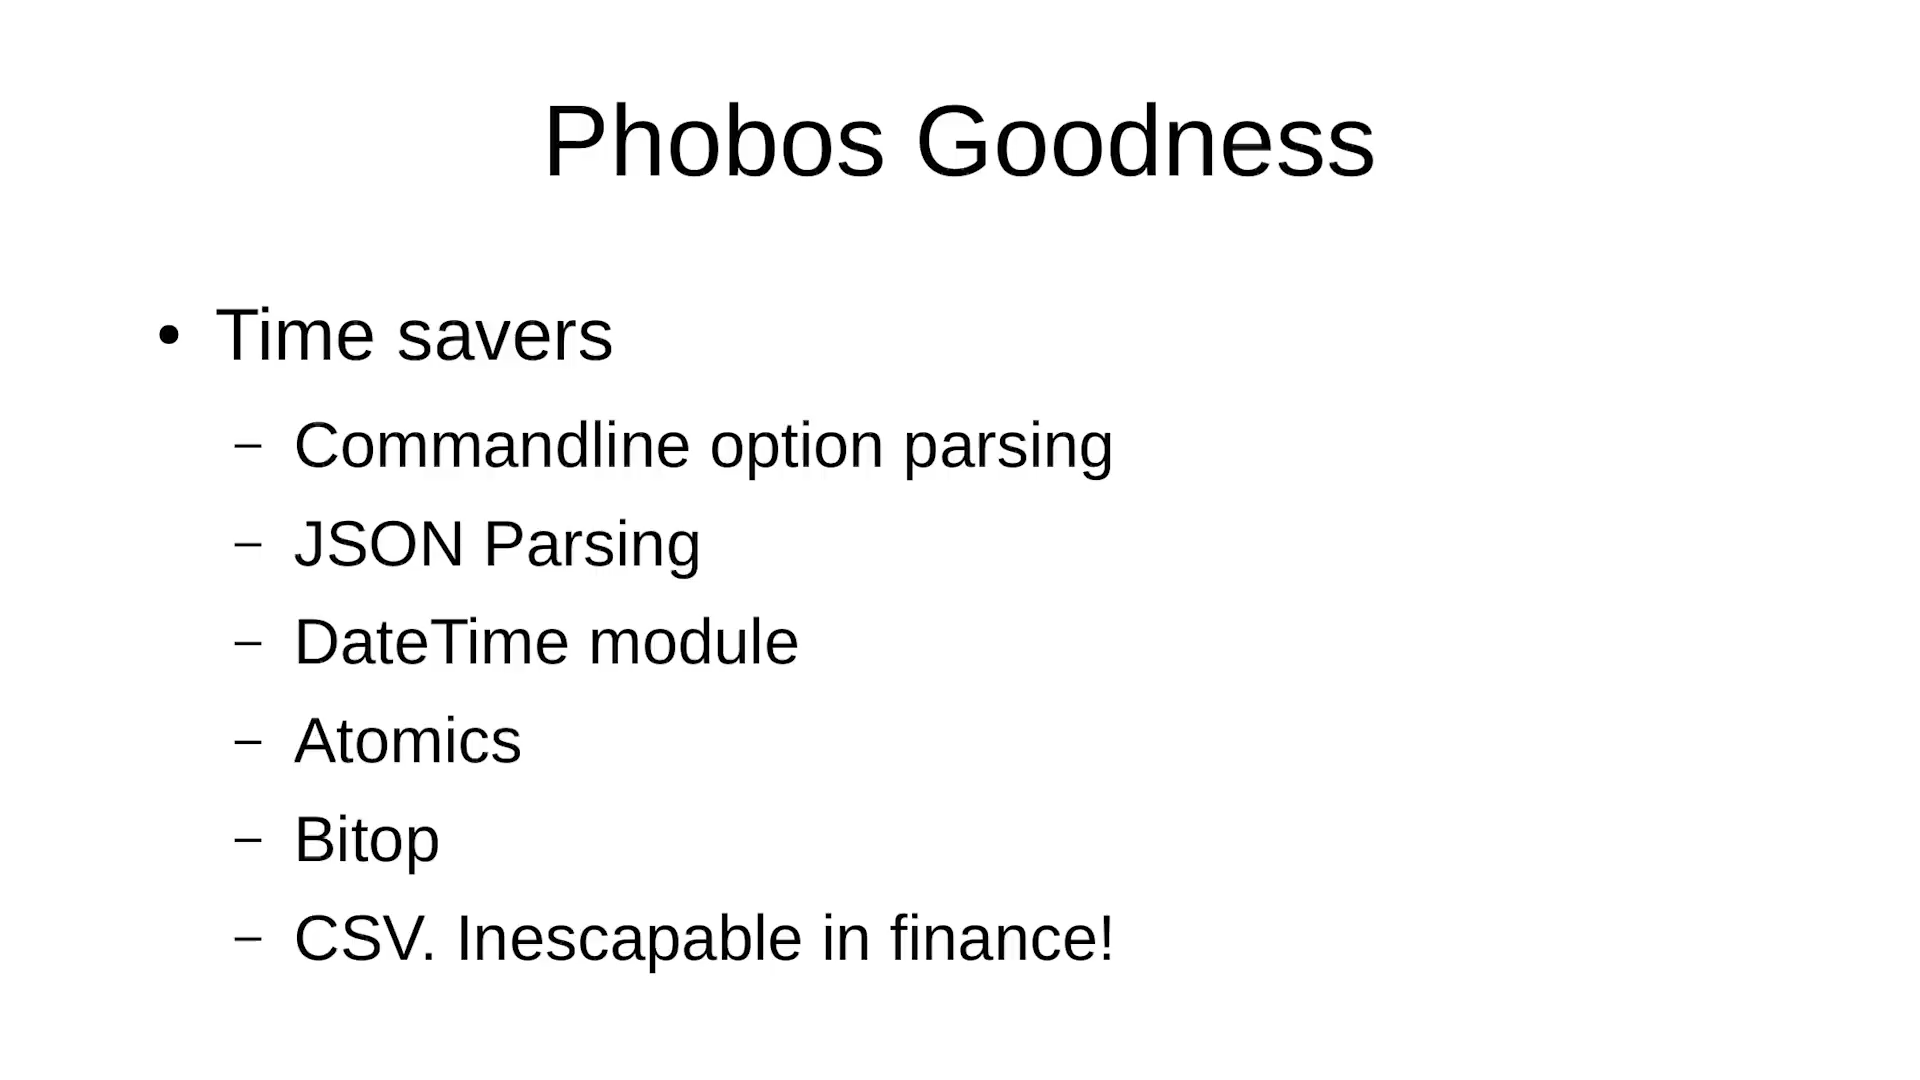 Phobos Goodness
• Time savers
– Commandline option parsing
– JSON Parsing
– DateTime module
– Atomics
– Bitop
– CSV. Inescapable in finance!